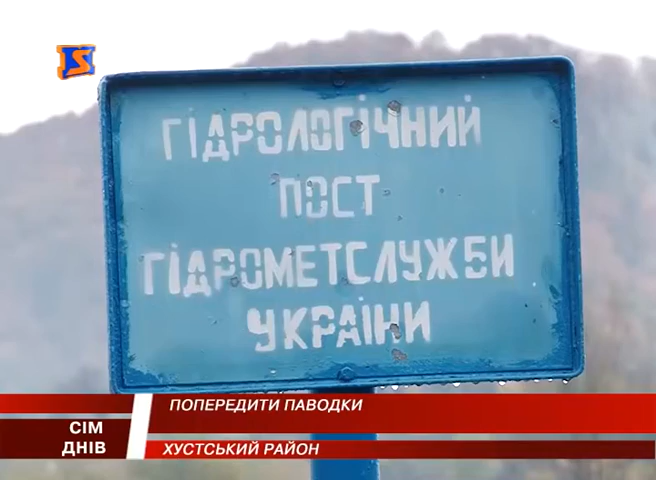 ГІДРОЛОГІЧНИЙ
ПОСТ
ГІДРОМЕТСЛУЖБИ
УКРАЇНИ
ПОПЕРЕДИТИ ПАВОДКИ
СІМ
ДНІВ
ХУСТСЬКИЙ РАЙОН